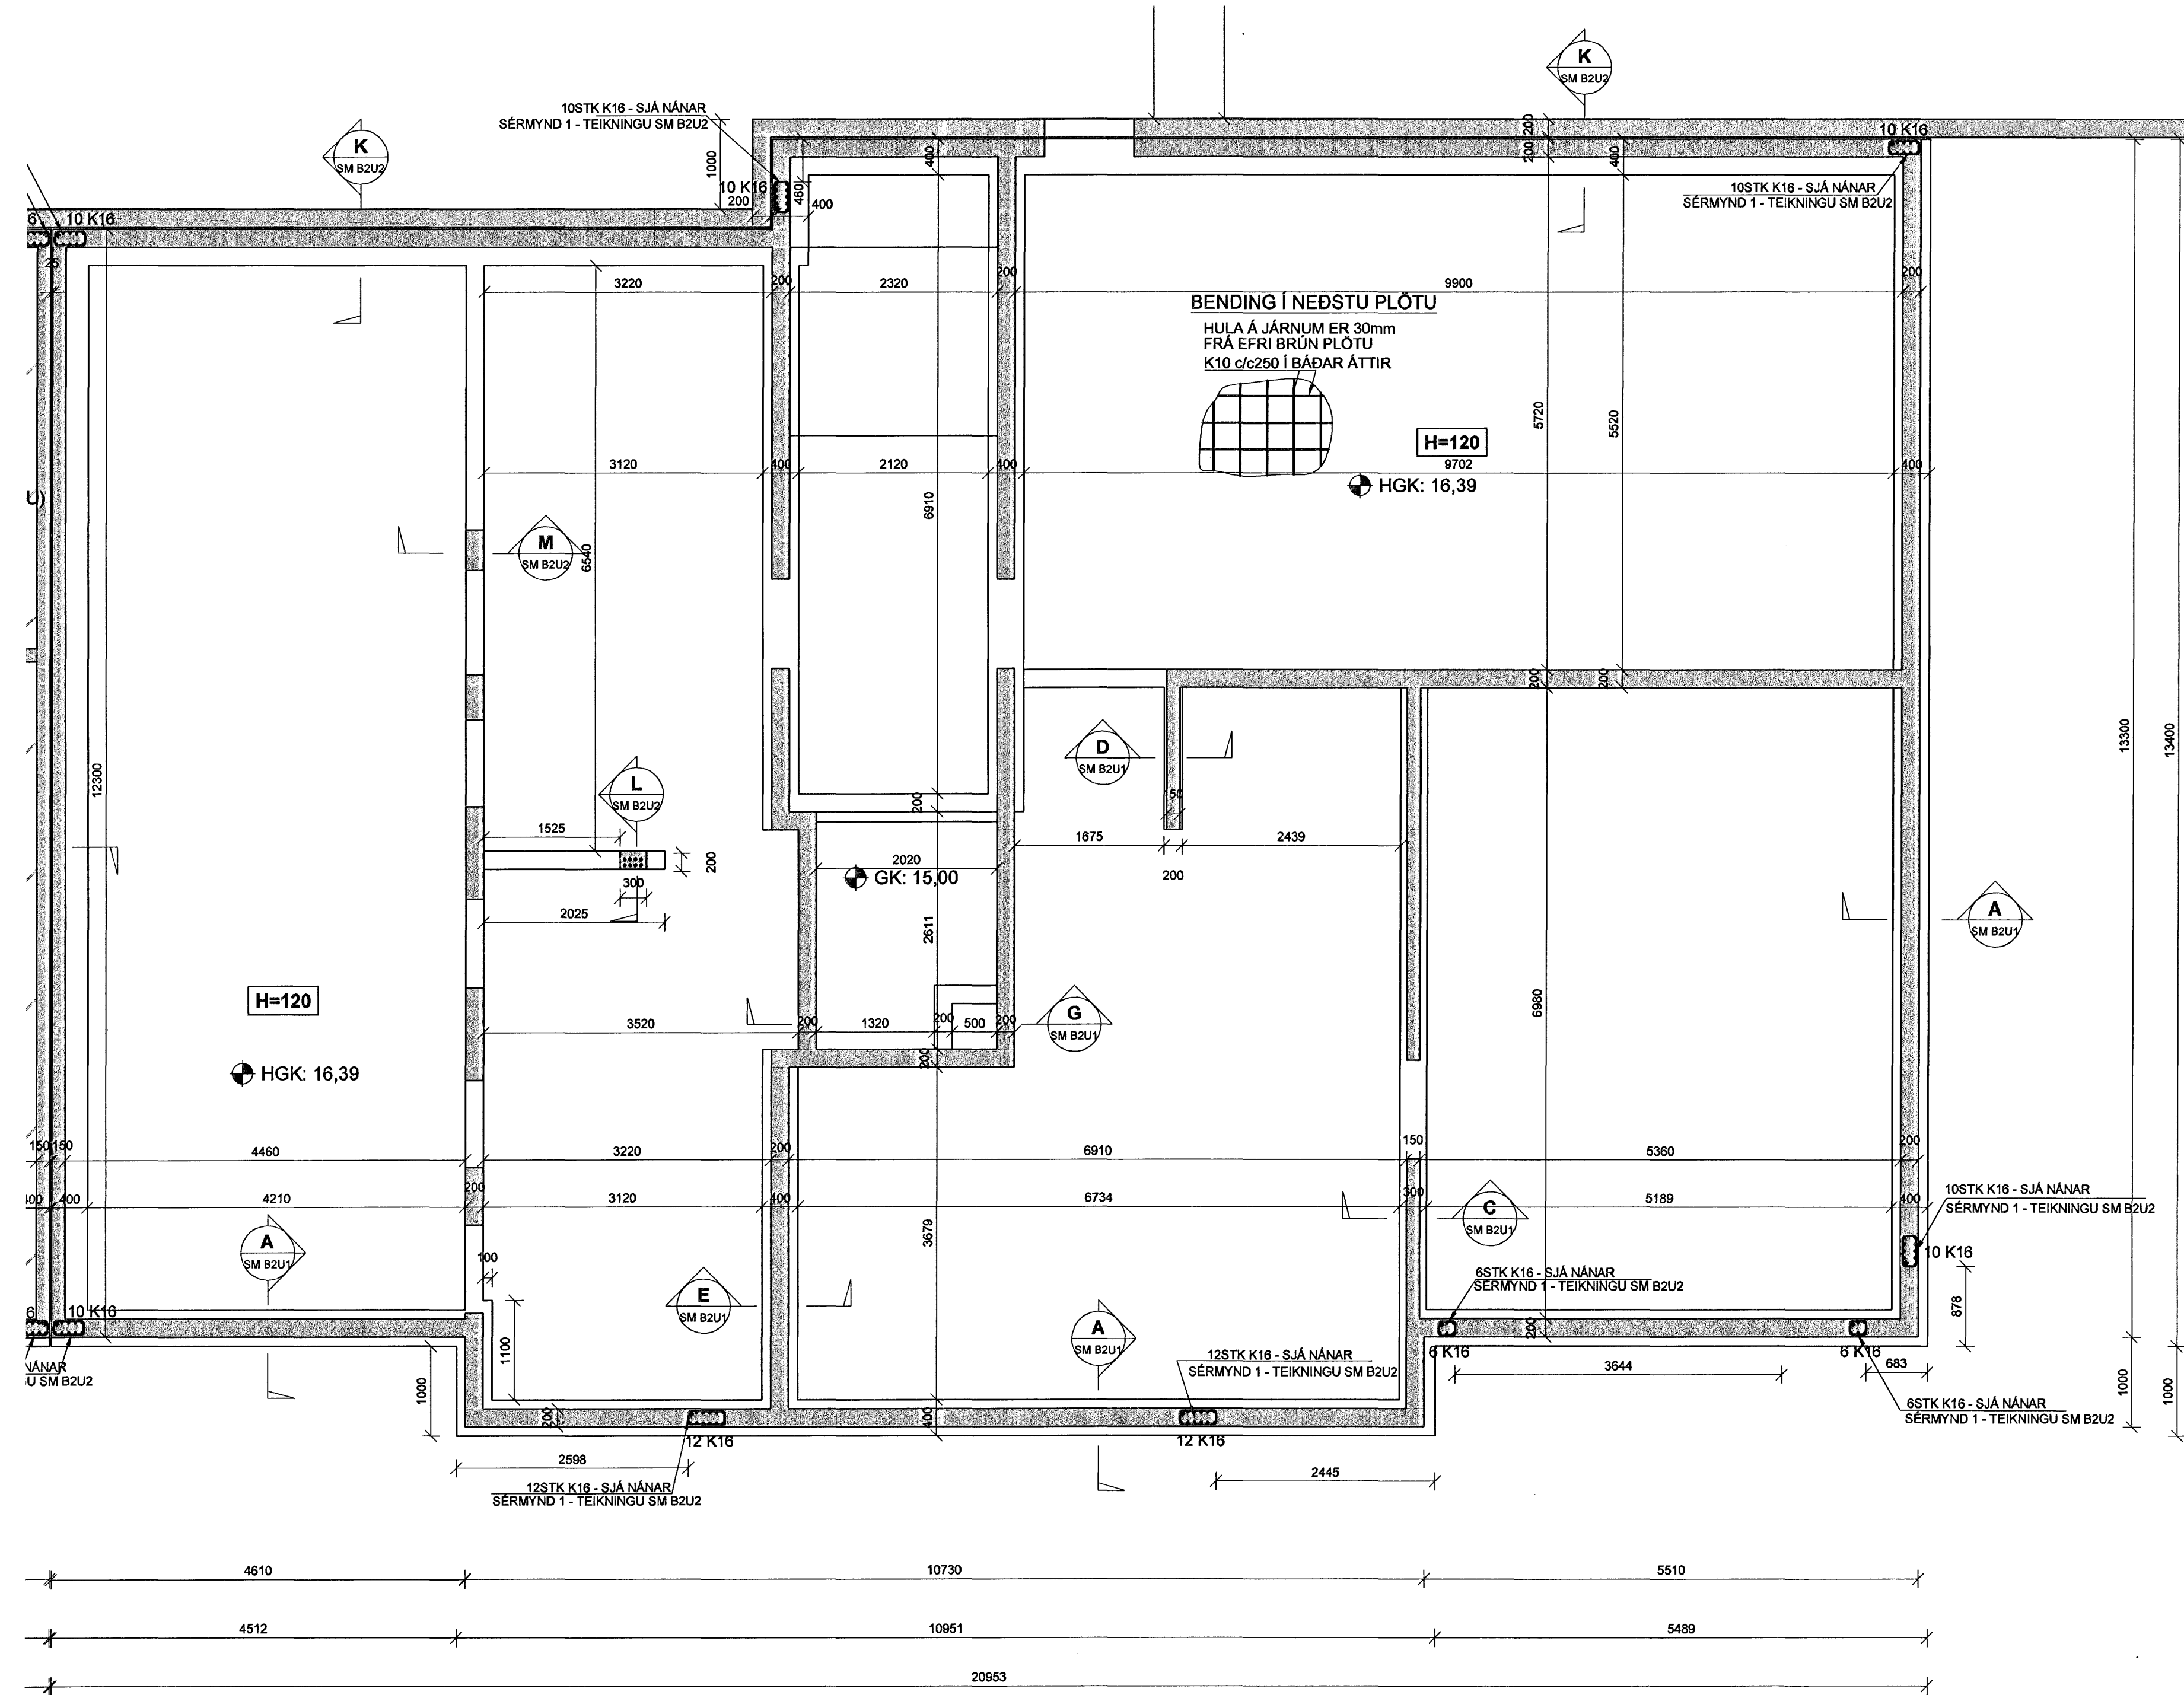 K
SM B2U2
10STK K16 - SJÁ NÁNAR
SÉRMYND 1 - TEIKNINGU SM B2U2
K
SM B2U2
10 K16
10STK K16 - SJÁ NÁNAR
SÉRMYND 1 - TEIKNINGU SM B2U2
200
200
400
400
1000
460
10 K16
200
400
6
10 K16
25
3220
200
2320
200
9900
200
BENDING Í NEÐSTU PLÖTU
HULA Á JÁRNUM ER 30mm
FRÁ EFRI BRÚN PLÖTU
K10 c/c250 Í BÁÐAR ÁTTIR
H=120
HGK: 16,39
3120
400
2120
400
9702
400
5720
5520
6910
6540
U)
M
SM B2U2
200
200
13300
13400
12300
L
SM B2U2
D
SM B2U1
150
1525
200
300
2025
200
2020
GK: 15,00
2611
1675
2439
200
A
SM B2U1
6980
H=120
HGK: 16,39
3520
200
1320
200
500
200
200
G
SM B2U1
150
150
4460
3220
200
6910
150
5360
200
400
400
4210
200
3120
400
6734
300
5189
400
3679
C
SM B2U1
10STK K16 - SJÁ NÁNAR
SÉRMYND 1 - TEIKNINGU SM B2U2
10 K16
A
SM B2U1
100
E
SM B2U1
A
SM B2U1
6STK K16 - SJÁ NÁNAR
SÉRMYND 1 - TEIKNINGU SM B2U2
878
6
10 K16
NÁNAR
U SM B2U2
1100
1000
200
6 K16
6 K16
3644
683
12STK K16 - SJÁ NÁNAR
SÉRMYND 1 - TEIKNINGU SM B2U2
6STK K16 - SJÁ NÁNAR
SÉRMYND 1 - TEIKNINGU SM B2U2
1000
1000
200
400
12 K16
12 K16
2598
2445
12STK K16 - SJÁ NÁNAR
SÉRMYND 1 - TEIKNINGU SM B2U2
4610
10730
5510
4512
10951
5489
20953